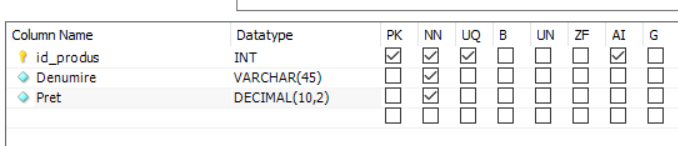 Column Name Datatype PK NN UQ B UN ZF AI G
id_produs INT
Denumire VARCHAR(45)
Pret DECIMAL(10,2)